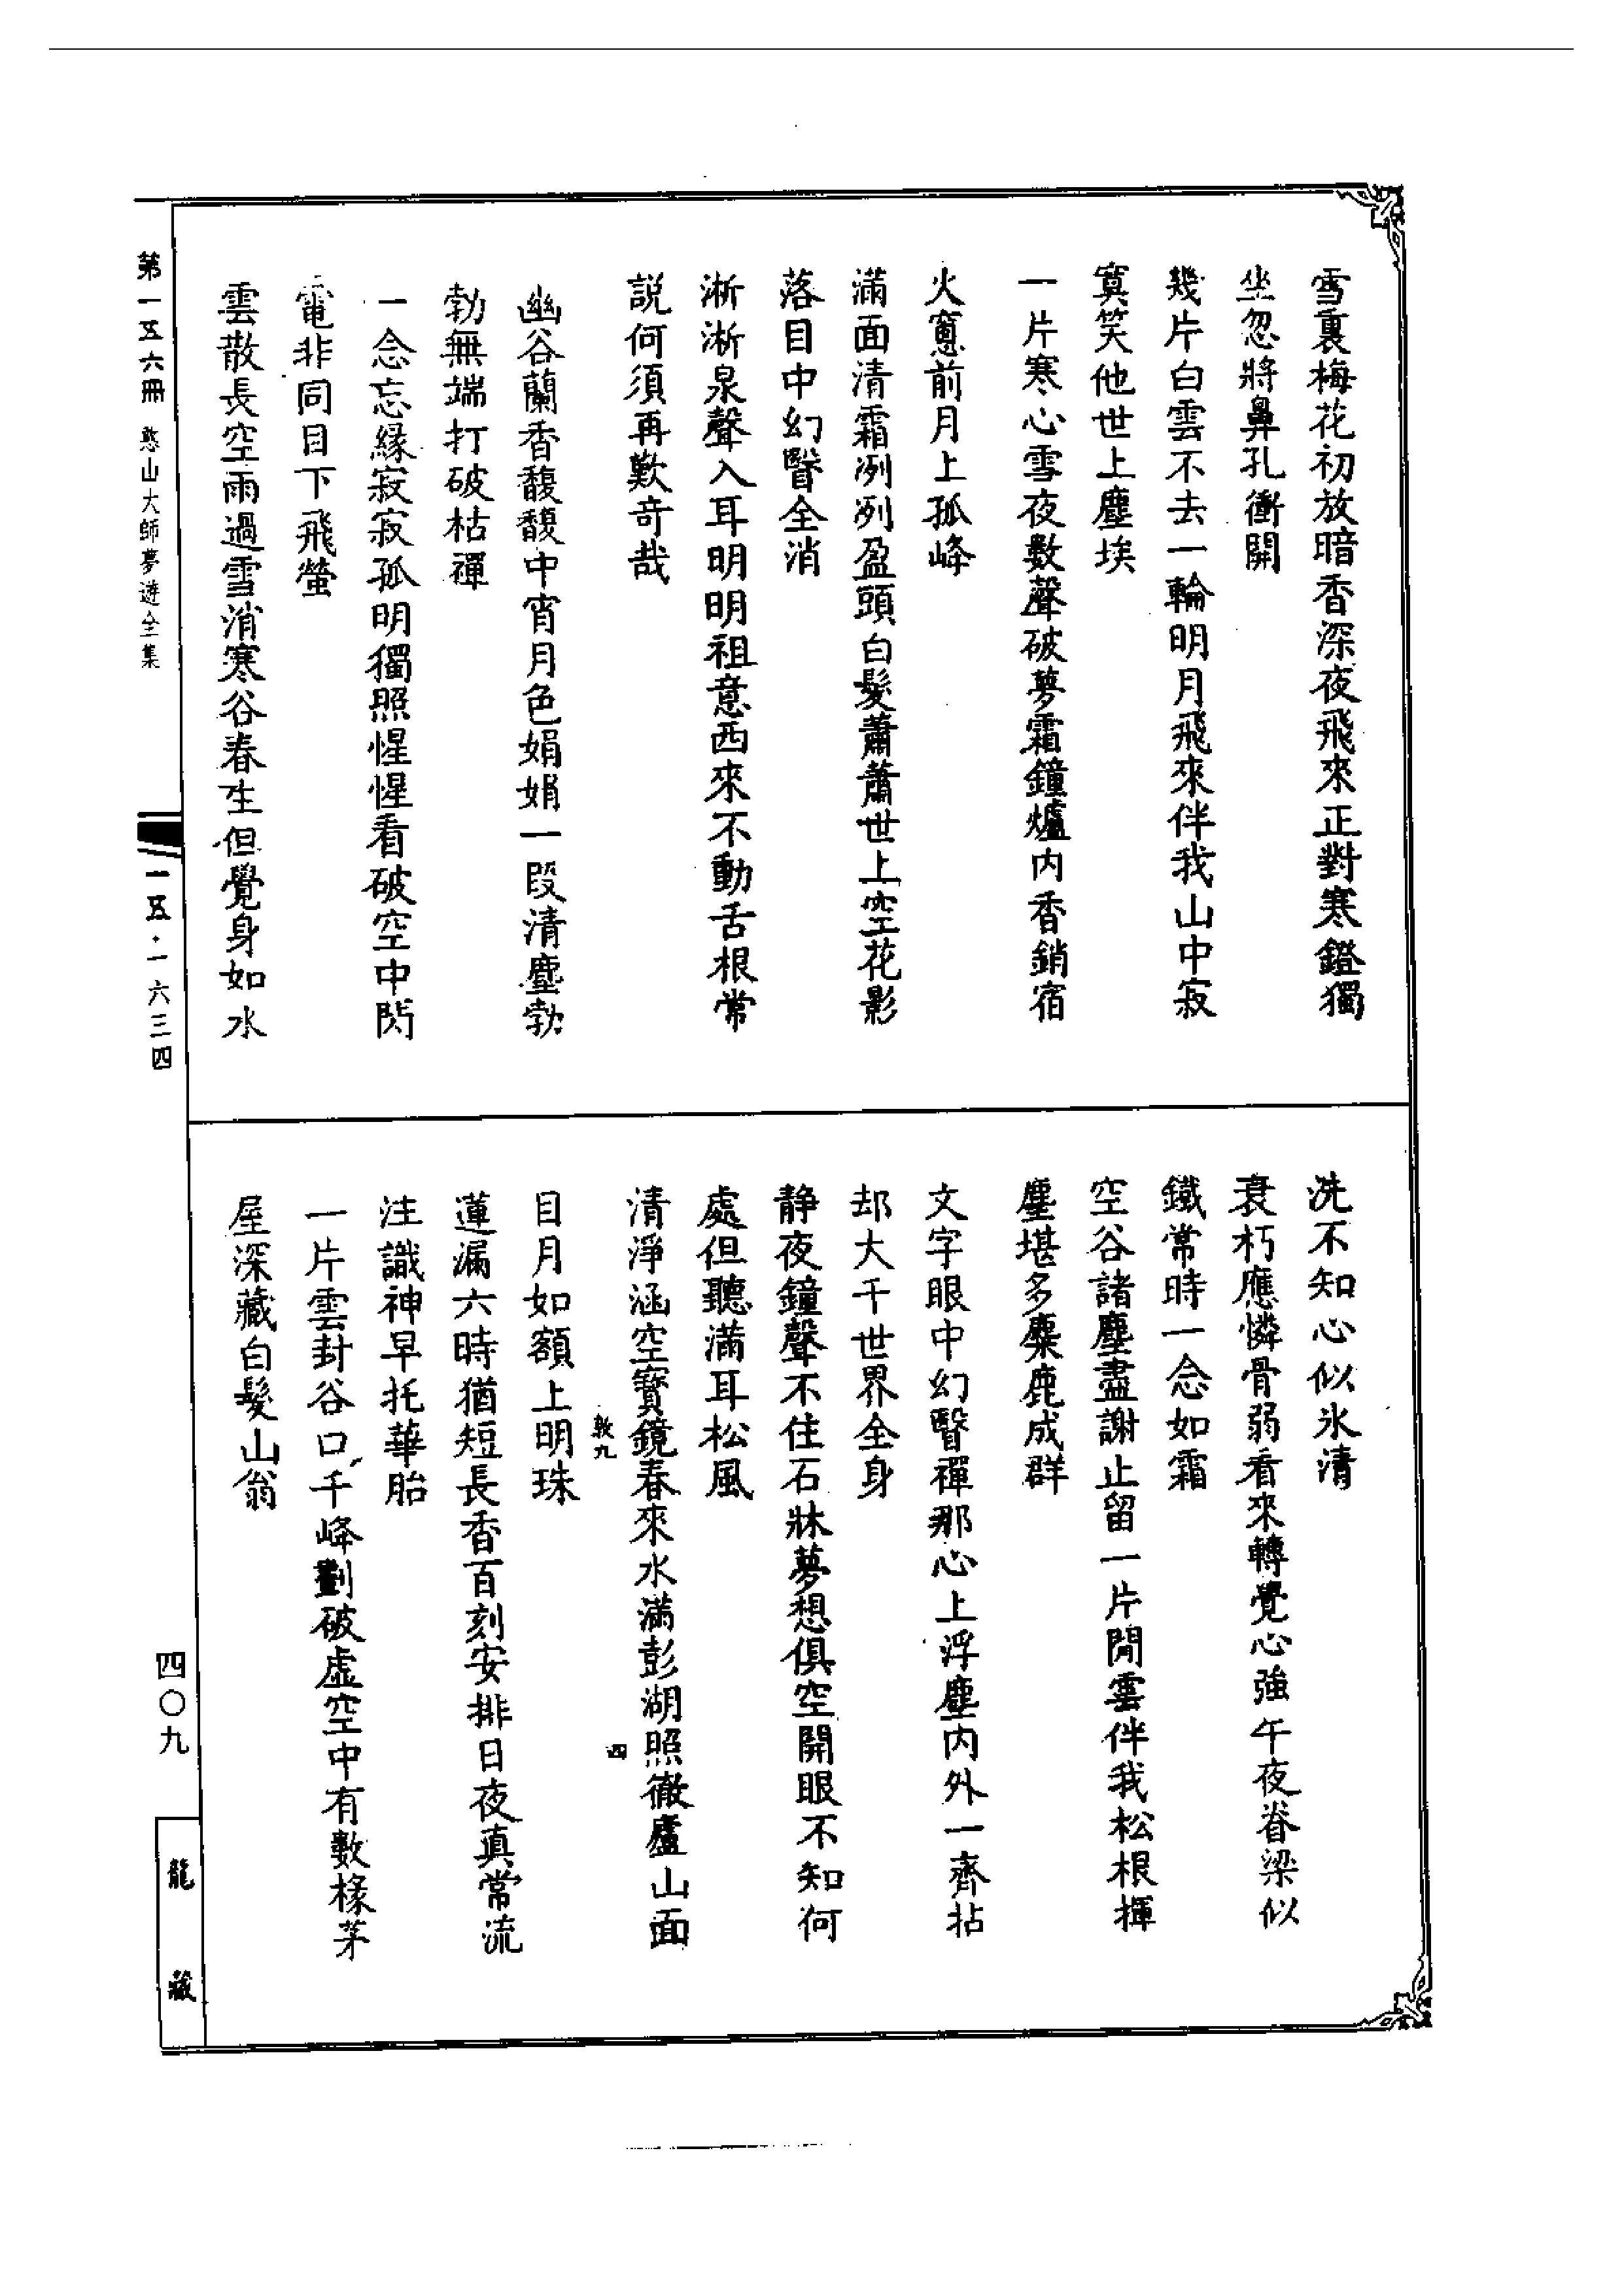 雪裏梅花初放暗香深夜飛來正對寒鐙獨
坐忽將鼻孔衝開
幾片白雲不去一輪明月飛來伴我山中寂
寞笑他世上塵埃
一片寒心雪夜數聲破夢霜鐘爐内香銷宿
火窻前月上孤峰
滿面清霜冽冽盈頭白髮蕭蕭世上空花影
落目中幻瞖全消
淅淅泉聲入耳明明祖意西來不動舌根常
説何須再歎奇哉
幽谷蘭香馥馥中宵月色娟娟一段清塵勃
勃無端打破枯禪
一念忘緣寂寂孤明獨照惺惺看破空中閃
電非同目下飛螢
雲散長空雨過雪消寒谷春生但覺身如水
洗不知心似氷清
衰朽應憐骨弱看來轉覺心強午夜脊梁似
鐵常時一念如霜
空谷諸塵盡謝止留一片閒雲伴我松根揮
麈堪多麋鹿成群
文字眼中幻瞖禪那心上浮塵内外一齊拈
却大千世界全身
静夜鐘聲不住石牀夢想俱空開眼不知何
處但聽滿耳松風
清淨涵空寶鏡春來水滿彭湖照徹廬山面
目月如額上明珠
蓮漏六時猶短長香百刻安排日夜真常流
注識神早托華胎
一片雲封谷口千峰劃破虛空中有數椽茅
屋深藏白髮山翁
敦九
四
第一五六冊 憨山大師夢遊全集
一五·一六三四
四〇九
龍藏